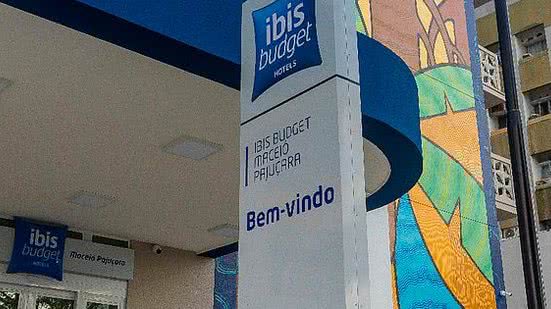 ibis
budget
HOTELS
IBIS BUDGET
MACEIÓ
PAJUÇARA
Bem-vindo
ibis
budget
Maceió Pajuçara